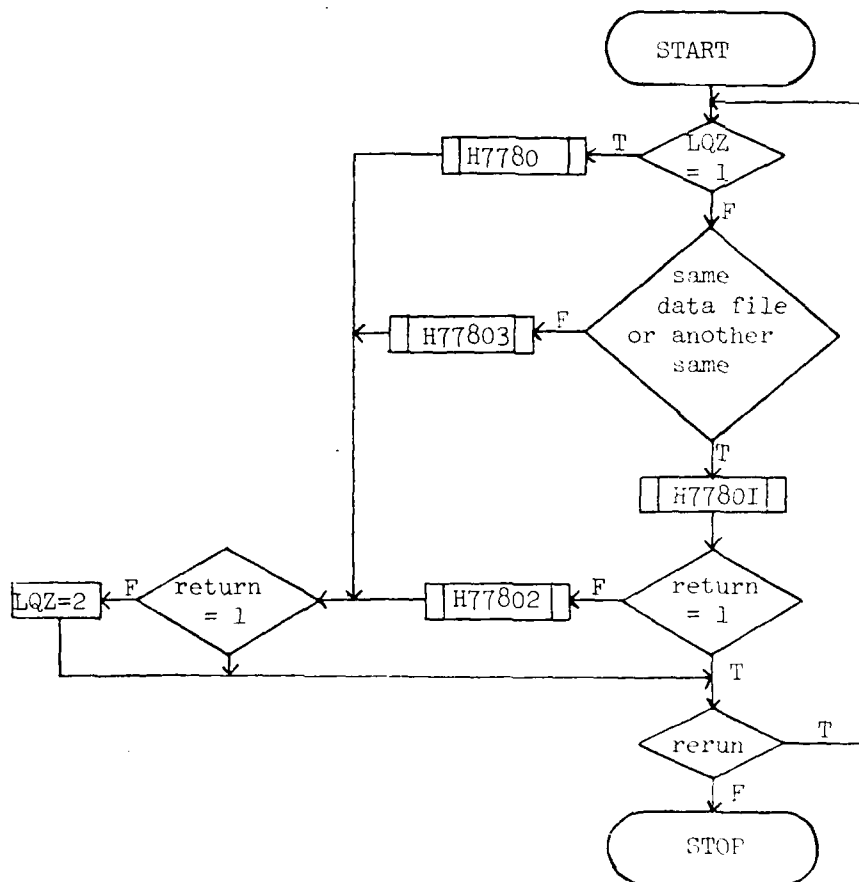 START
LQZ
= 1
T
H7780
F
same
data file
or another
same
F
H77803
T
H7780I
return
= 1
F
H77802
return
= 1
F
LQZ=2
T
rerun
T
F
STOP